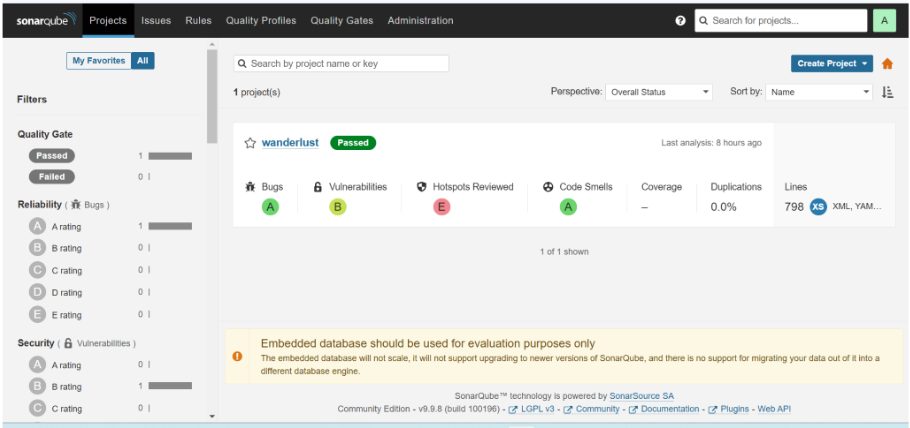 sonarqube Projects Issues Rules Quality Profiles Quality Gates Administration ? Search for projects... A
My Favorites All
Search by project name or key
Create Project
1 project(s)
Perspective: Overall Status
Sort by: Name
Filters
Quality Gate
Passed 1
Failed 0
Reliability ( Bugs )
A A rating 1
B B rating 0
C C rating 0
D D rating 0
E E rating 0
Security ( Vulnerabilities )
A A rating 0
B B rating 1
C C rating 0
wanderlust Passed
Last analysis: 8 hours ago
Bugs Vulnerabilities Hotspots Reviewed Code Smells Coverage Duplications Lines
A B E A – 0.0% 798 XS XML, YAM...
1 of 1 shown
Embedded database should be used for evaluation purposes only
The embedded database will not scale, it will not support upgrading to newer versions of SonarQube, and there is no support for migrating your data out of it into a
different database engine.
SonarQube™ technology is powered by SonarSource SA
Community Edition - v9.9.8 (build 100196) - LGPL v3 - Community - Documentation - Plugins - Web API